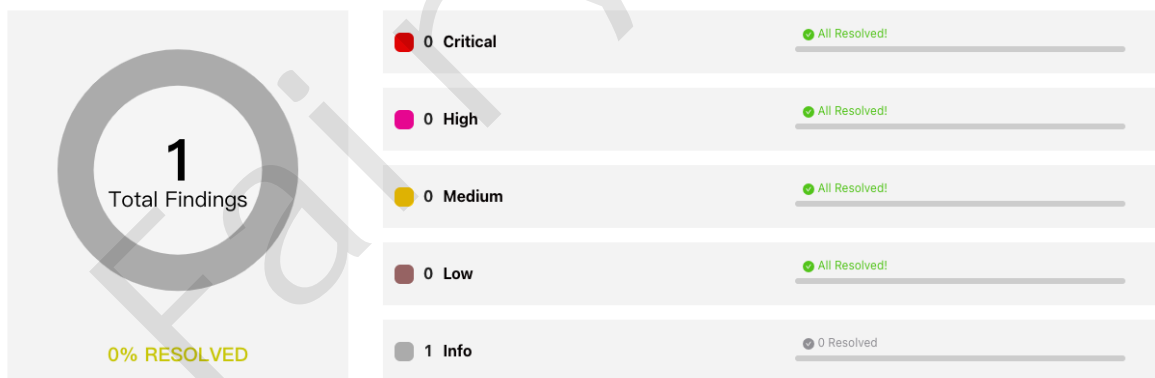 1
Total Findings
0% RESOLVED
0 Critical
All Resolved!
0 High
All Resolved!
0 Medium
All Resolved!
0 Low
All Resolved!
1 Info
0 Resolved